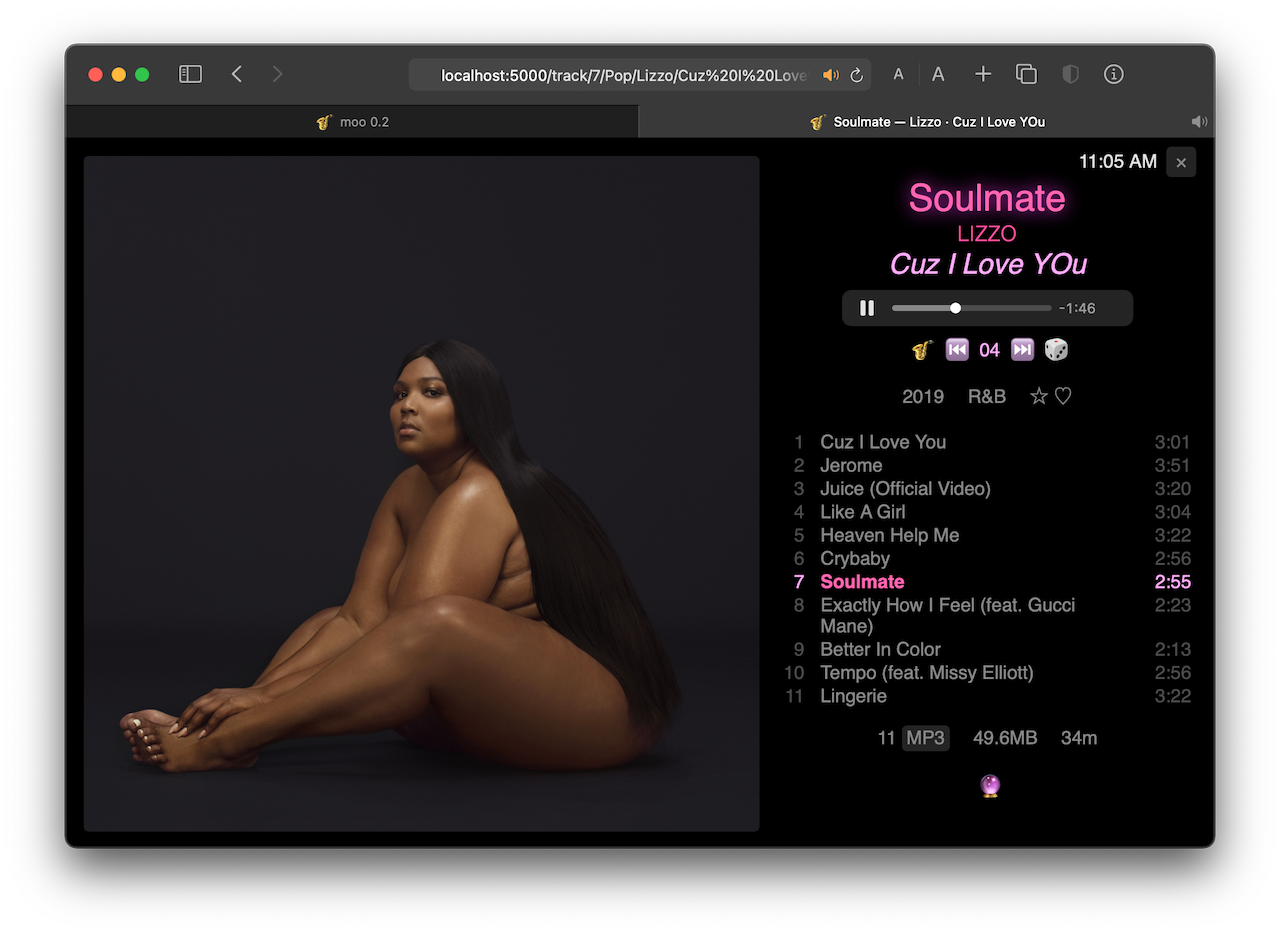 localhost:5000/track/7/Pop/Lizzo/Cuz%20I%20Love
A A
moo 0.2
Soulmate — Lizzo · Cuz I Love YOu
11:05 AM
Soulmate
LIZZO
Cuz I Love YOu
-1:46
04
2019 R&B
1 Cuz I Love You 3:01
2 Jerome 3:51
3 Juice (Official Video) 3:20
4 Like A Girl 3:04
5 Heaven Help Me 3:22
6 Crybaby 2:56
7 Soulmate 2:55
8 Exactly How I Feel (feat. Gucci 2:23
Mane)
9 Better In Color 2:13
10 Tempo (feat. Missy Elliott) 2:56
11 Lingerie 3:22
11 MP3 49.6MB 34m